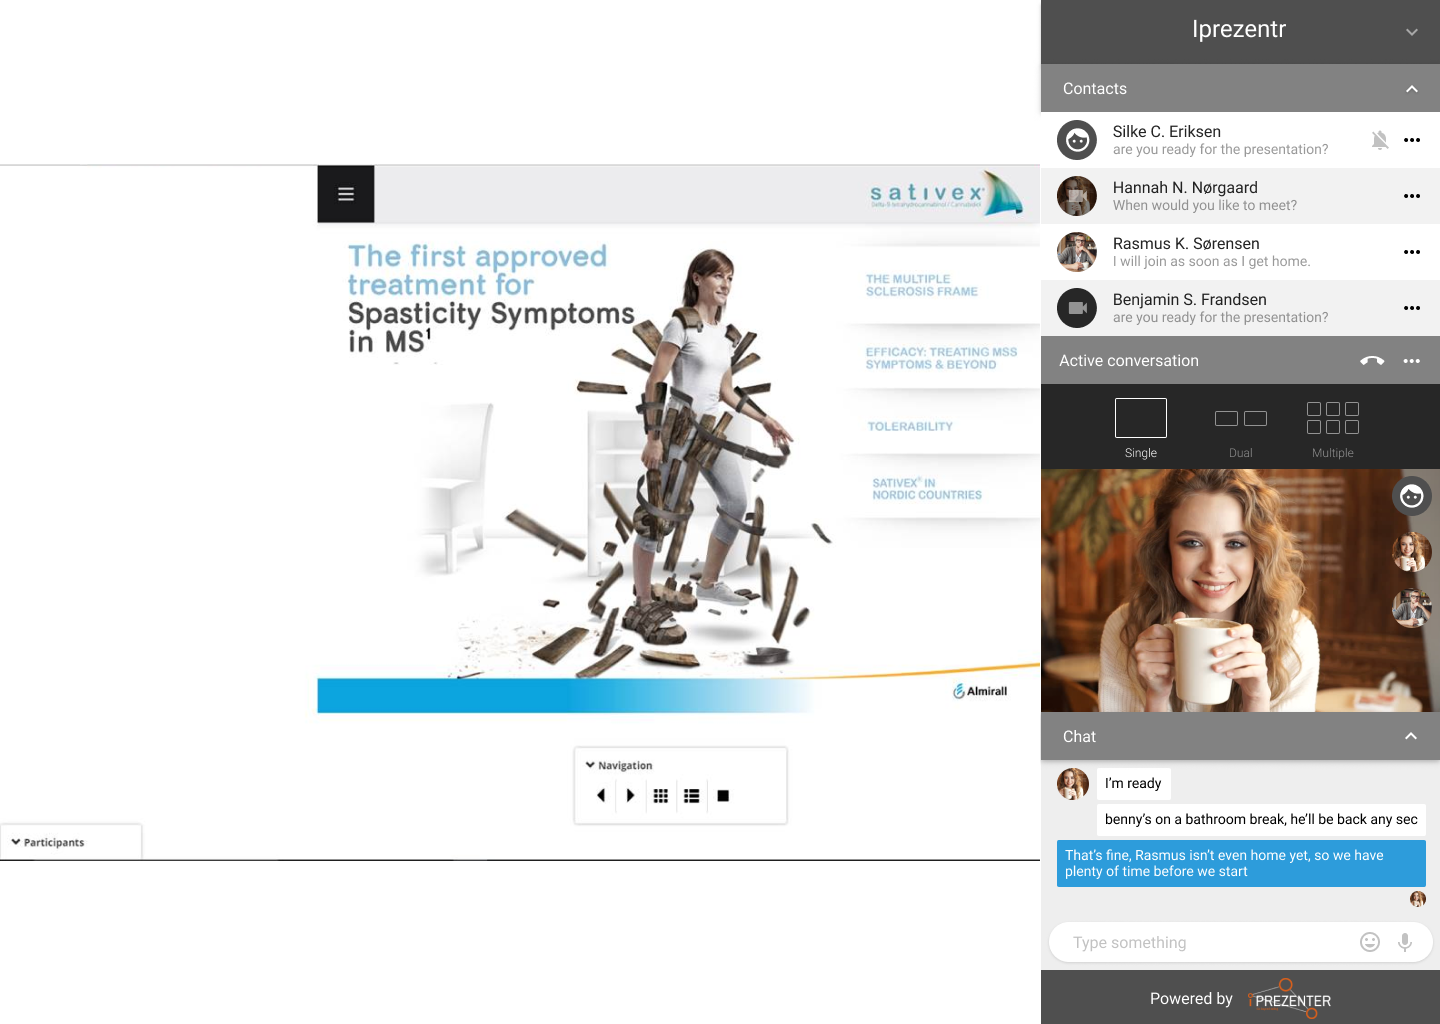 sativex®
Delta-9-tetrahydrocannabinol / Cannabidiol
The first approved
treatment for
Spasticity Symptoms
in MS¹
THE MULTIPLE
SCLEROSIS FRAME
EFFICACY: TREATING MSS
SYMPTOMS & BEYOND
TOLERABILITY
SATIVEX® IN
NORDIC COUNTRIES
Almirall
Navigation
Participants
Iprezentr
Contacts
Silke C. Eriksen
are you ready for the presentation?
Hannah N. Nørgaard
When would you like to meet?
Rasmus K. Sørensen
I will join as soon as I get home.
Benjamin S. Frandsen
are you ready for the presentation?
Active conversation
Single
Dual
Multiple
Chat
I’m ready
benny’s on a bathroom break, he’ll be back any sec
That’s fine, Rasmus isn’t even home yet, so we have
plenty of time before we start
Type something
Powered by
iPREZENTER